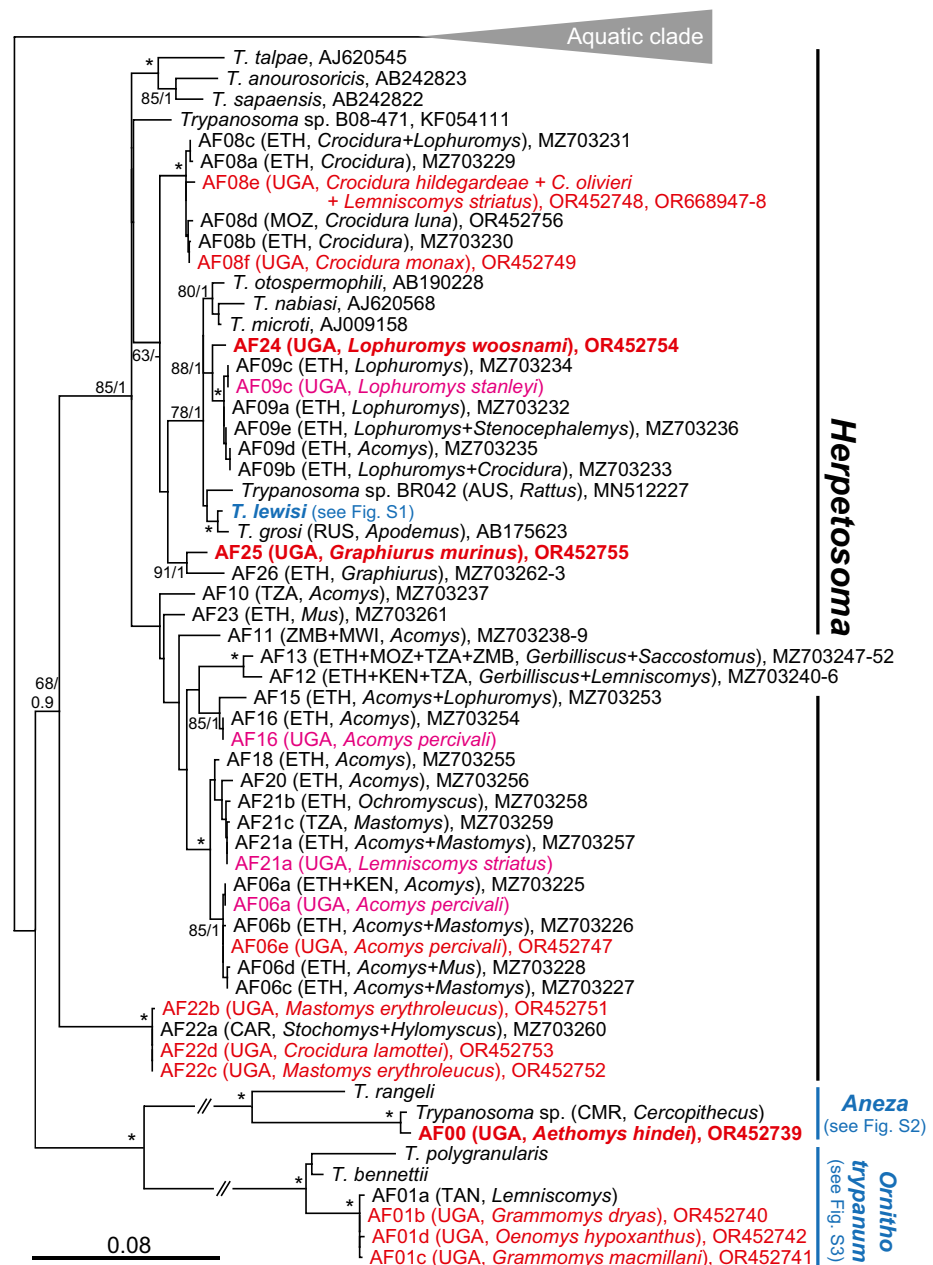 Aquatic clade
*
T. talpae, AJ620545
T. anourosoricis, AB242823
85/1
T. sapaensis, AB242822
Trypanosoma sp. B08-471, KF054111
AF08c (ETH, Crocidura+Lophuromys), MZ703231
*
AF08a (ETH, Crocidura), MZ703229
AF08e (UGA, Crocidura hildegardeae + C. olivieri
+ Lemniscomys striatus), OR452748, OR668947-8
AF08d (MOZ, Crocidura luna), OR452756
AF08b (ETH, Crocidura), MZ703230
AF08f (UGA, Crocidura monax), OR452749
T. otospermophili, AB190228
80/1
T. nabiasi, AJ620568
T. microti, AJ009158
AF24 (UGA, Lophuromys woosnami), OR452754
63/-
88/1
AF09c (ETH, Lophuromys), MZ703234
85/1
*
AF09c (UGA, Lophuromys stanleyi)
AF09a (ETH, Lophuromys), MZ703232
78/1
AF09e (ETH, Lophuromys+Stenocephalemys), MZ703236
AF09d (ETH, Acomys), MZ703235
AF09b (ETH, Lophuromys+Crocidura), MZ703233
Trypanosoma sp. BR042 (AUS, Rattus), MN512227
T. lewisi (see Fig. S1)
*
T. grosi (RUS, Apodemus), AB175623
AF25 (UGA, Graphiurus murinus), OR452755
91/1
AF26 (ETH, Graphiurus), MZ703262-3
AF10 (TZA, Acomys), MZ703237
AF23 (ETH, Mus), MZ703261
AF11 (ZMB+MWI, Acomys), MZ703238-9
*
AF13 (ETH+MOZ+TZA+ZMB, Gerbilliscus+Saccostomus), MZ703247-52
AF12 (ETH+KEN+TZA, Gerbilliscus+Lemniscomys), MZ703240-6
68/
0.9
AF15 (ETH, Acomys+Lophuromys), MZ703253
85/1
AF16 (ETH, Acomys), MZ703254
AF16 (UGA, Acomys percivali)
AF18 (ETH, Acomys), MZ703255
AF20 (ETH, Acomys), MZ703256
AF21b (ETH, Ochromyscus), MZ703258
AF21c (TZA, Mastomys), MZ703259
*
AF21a (ETH, Acomys+Mastomys), MZ703257
AF21a (UGA, Lemniscomys striatus)
AF06a (ETH+KEN, Acomys), MZ703225
AF06a (UGA, Acomys percivali)
85/1
AF06b (ETH, Acomys+Mastomys), MZ703226
AF06e (UGA, Acomys percivali), OR452747
AF06d (ETH, Acomys+Mus), MZ703228
AF06c (ETH, Acomys+Mastomys), MZ703227
AF22b (UGA, Mastomys erythroleucus), OR452751
*
AF22a (CAR, Stochomys+Hylomyscus), MZ703260
AF22d (UGA, Crocidura lamottei), OR452753
AF22c (UGA, Mastomys erythroleucus), OR452752
Herpetosoma
*
//
*
T. rangeli
*
Trypanosoma sp. (CMR, Cercopithecus)
AF00 (UGA, Aethomys hindei), OR452739
Aneza
(see Fig. S2)
*
T. polygranularis
//
*
T. bennettii
*
AF01a (TAN, Lemniscomys)
AF01b (UGA, Grammomys dryas), OR452740
AF01d (UGA, Oenomys hypoxanthus), OR452742
AF01c (UGA, Grammomys macmillani), OR452741
Ornitho
trypanum
(see Fig. S3)
0.08